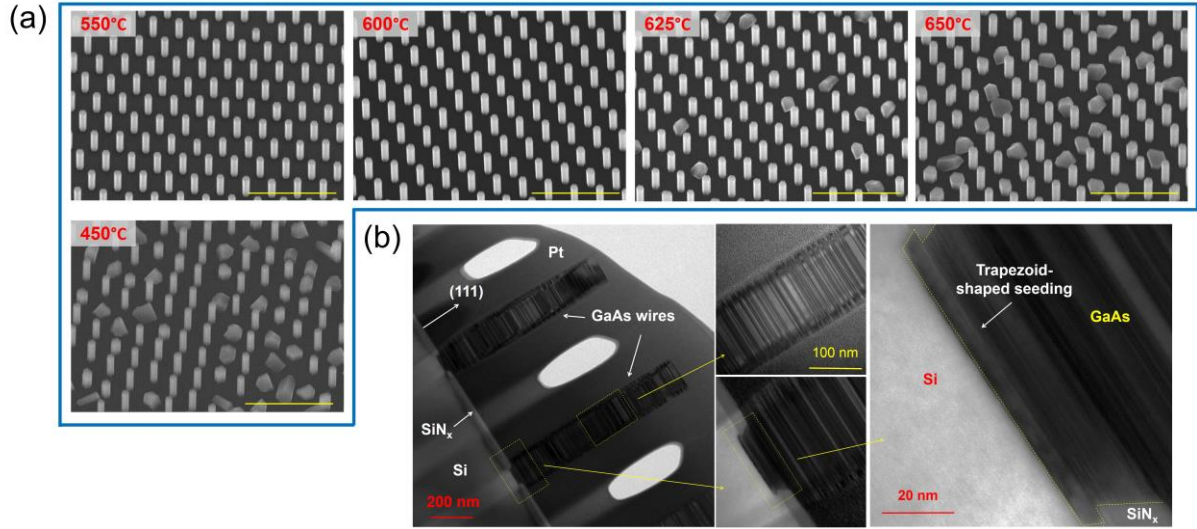 (a)
550°C
600°C
625°C
650°C
450°C
(b)
Pt
(111)
GaAs wires
SiNₓ
Si
200 nm
100 nm
Trapezoid-
shaped seeding
GaAs
Si
20 nm
SiNₓ